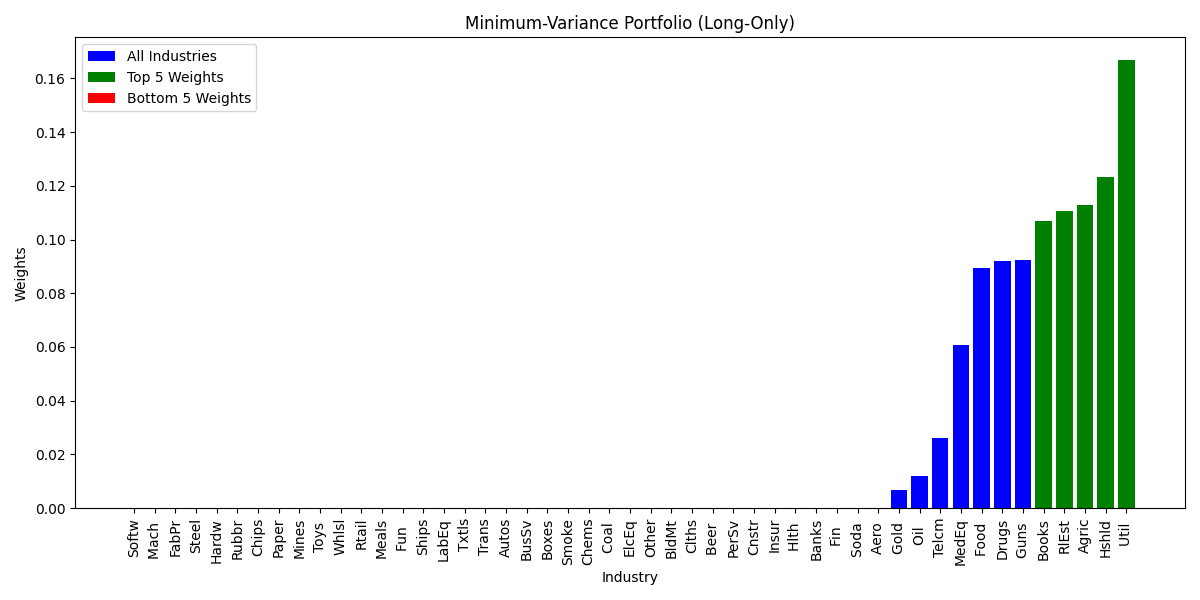 Minimum-Variance Portfolio (Long-Only)
All Industries
Top 5 Weights
Bottom 5 Weights
Weights
0.16
0.14
0.12
0.10
0.08
0.06
0.04
0.02
0.00
Softw
Mach
FabPr
Steel
Hardw
Rubbr
Chips
Paper
Mines
Toys
Whlsl
Rtail
Meals
Fun
Ships
LabEq
Txtls
Trans
Autos
BusSv
Boxes
Smoke
Chems
Coal
ElcEq
Other
BldMt
Clths
Beer
PerSv
Cnstr
Insur
Hlth
Banks
Fin
Soda
Aero
Gold
Oil
Telcm
MedEq
Food
Drugs
Guns
Books
RlEst
Agric
Hshld
Util
Industry